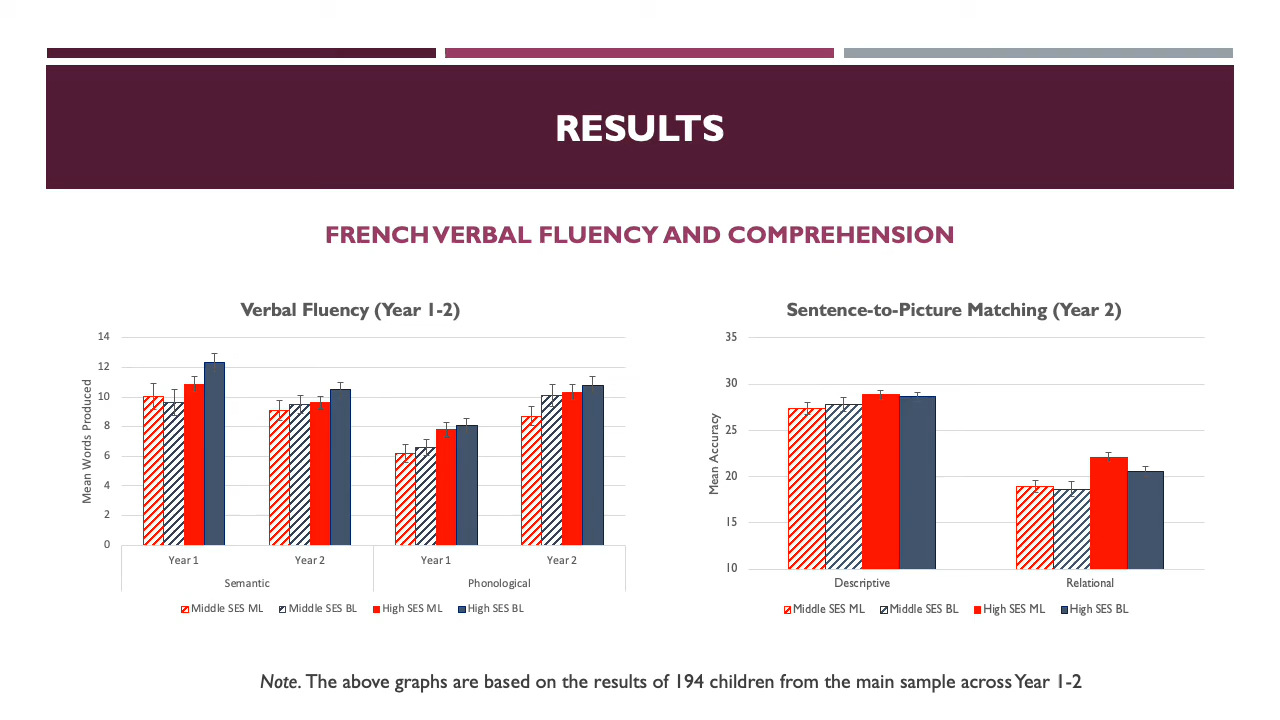 RESULTS
FRENCH VERBAL FLUENCY AND COMPREHENSION
Verbal Fluency (Year 1-2)
Mean Words Produced
14
12
10
8
6
4
2
0
Year 1
Year 2
Year 1
Year 2
Semantic
Phonological
Middle SES ML
Middle SES BL
High SES ML
High SES BL
Sentence-to-Picture Matching (Year 2)
Mean Accuracy
35
30
25
20
15
10
Descriptive
Relational
Middle SES ML
Middle SES BL
High SES ML
High SES BL
Note. The above graphs are based on the results of 194 children from the main sample across Year 1-2